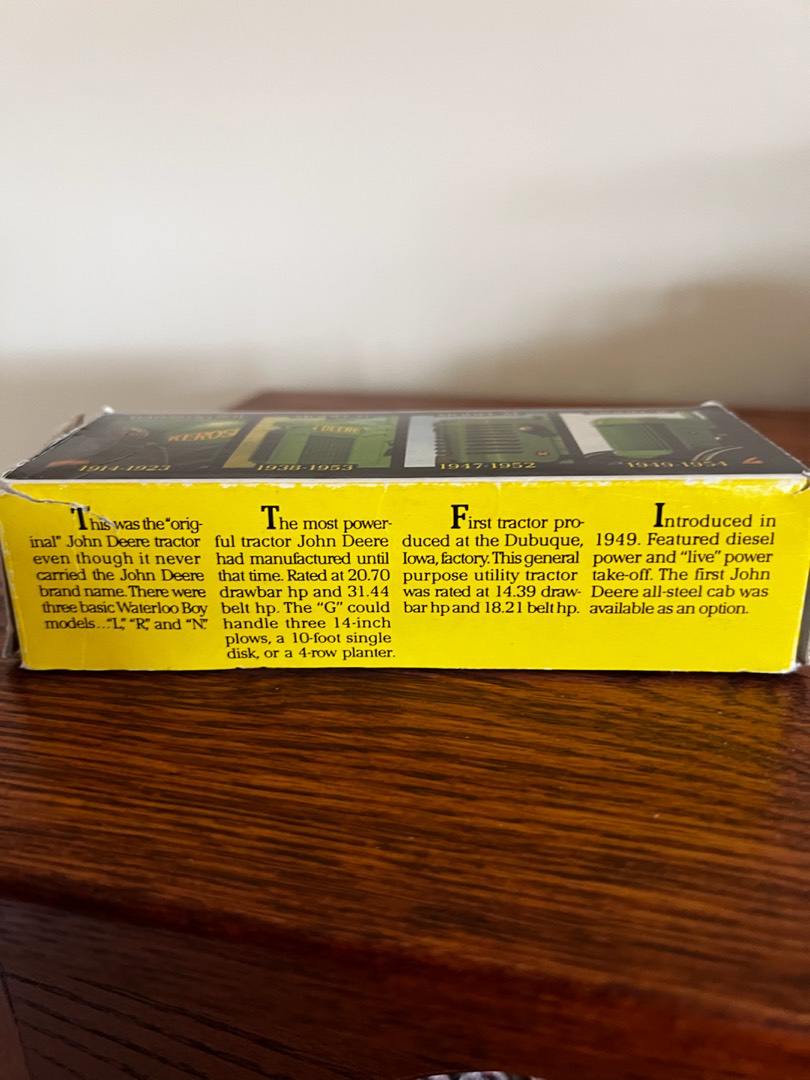 KEROS
DEERE
1914-1923
1938-1953
1947-1952
1949-1954
This was the "orig-
inal" John Deere tractor
even though it never
carried the John Deere
brand name. There were
three basic Waterloo Boy
models... "L," "R," and "N."
The most power-
ful tractor John Deere
had manufactured until
that time. Rated at 20.70
drawbar hp and 31.44
belt hp. The "G" could
handle three 14-inch
plows, a 10-foot single
disk, or a 4-row planter.
First tractor pro-
duced at the Dubuque,
Iowa, factory. This general
purpose utility tractor
was rated at 14.39 draw-
bar hp and 18.21 belt hp.
Introduced in
1949. Featured diesel
power and "live" power
take-off. The first John
Deere all-steel cab was
available as an option.